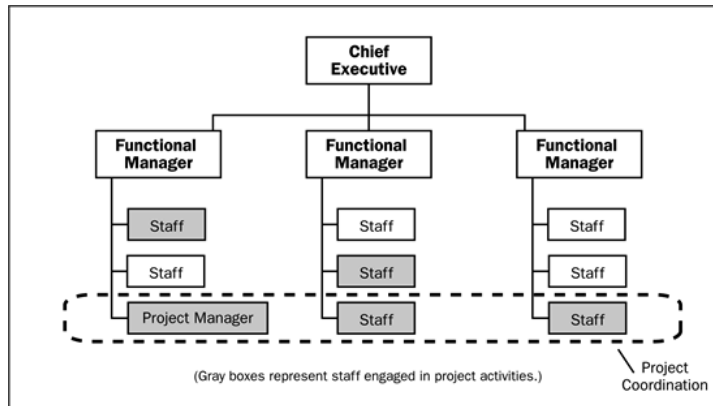 Chief
Executive
Functional
Manager
Functional
Manager
Functional
Manager
Staff
Staff
Staff
Staff
Staff
Staff
Project Manager
Staff
Staff
(Gray boxes represent staff engaged in project activities.)
Project
Coordination